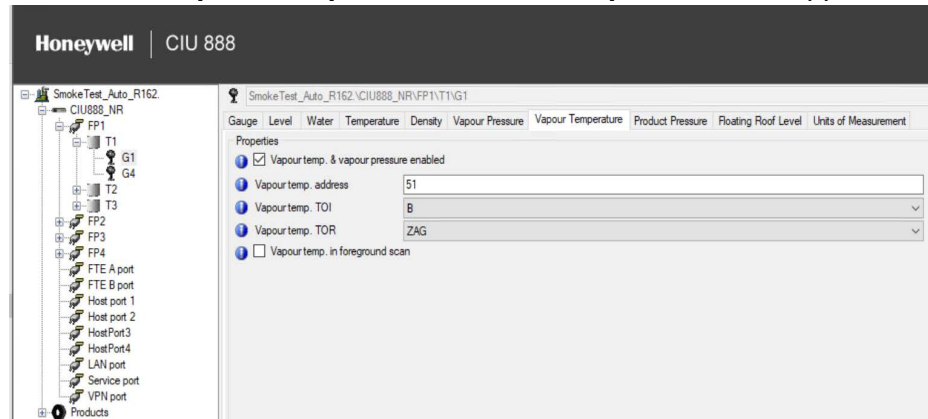 Honeywell | CIU 888
SmokeTest_Auto_R162.
CIU888_NR
FP1
T1
G1
G4
T2
T3
FP2
FP3
FP4
FTE A port
FTE B port
Host port 1
Host port 2
HostPort3
HostPort4
LAN port
Service port
VPN port
Products
SmokeTest_Auto_R162.\CIU888_NR\FP1\T1\G1
Gauge Level Water Temperature Density Vapour Pressure Vapour Temperature Product Pressure Floating Roof Level Units of Measurement
Properties
Vapour temp. & vapour pressure enabled
Vapour temp. address 51
Vapour temp. TOI B
Vapour temp. TOR ZAG
Vapour temp. in foreground scan